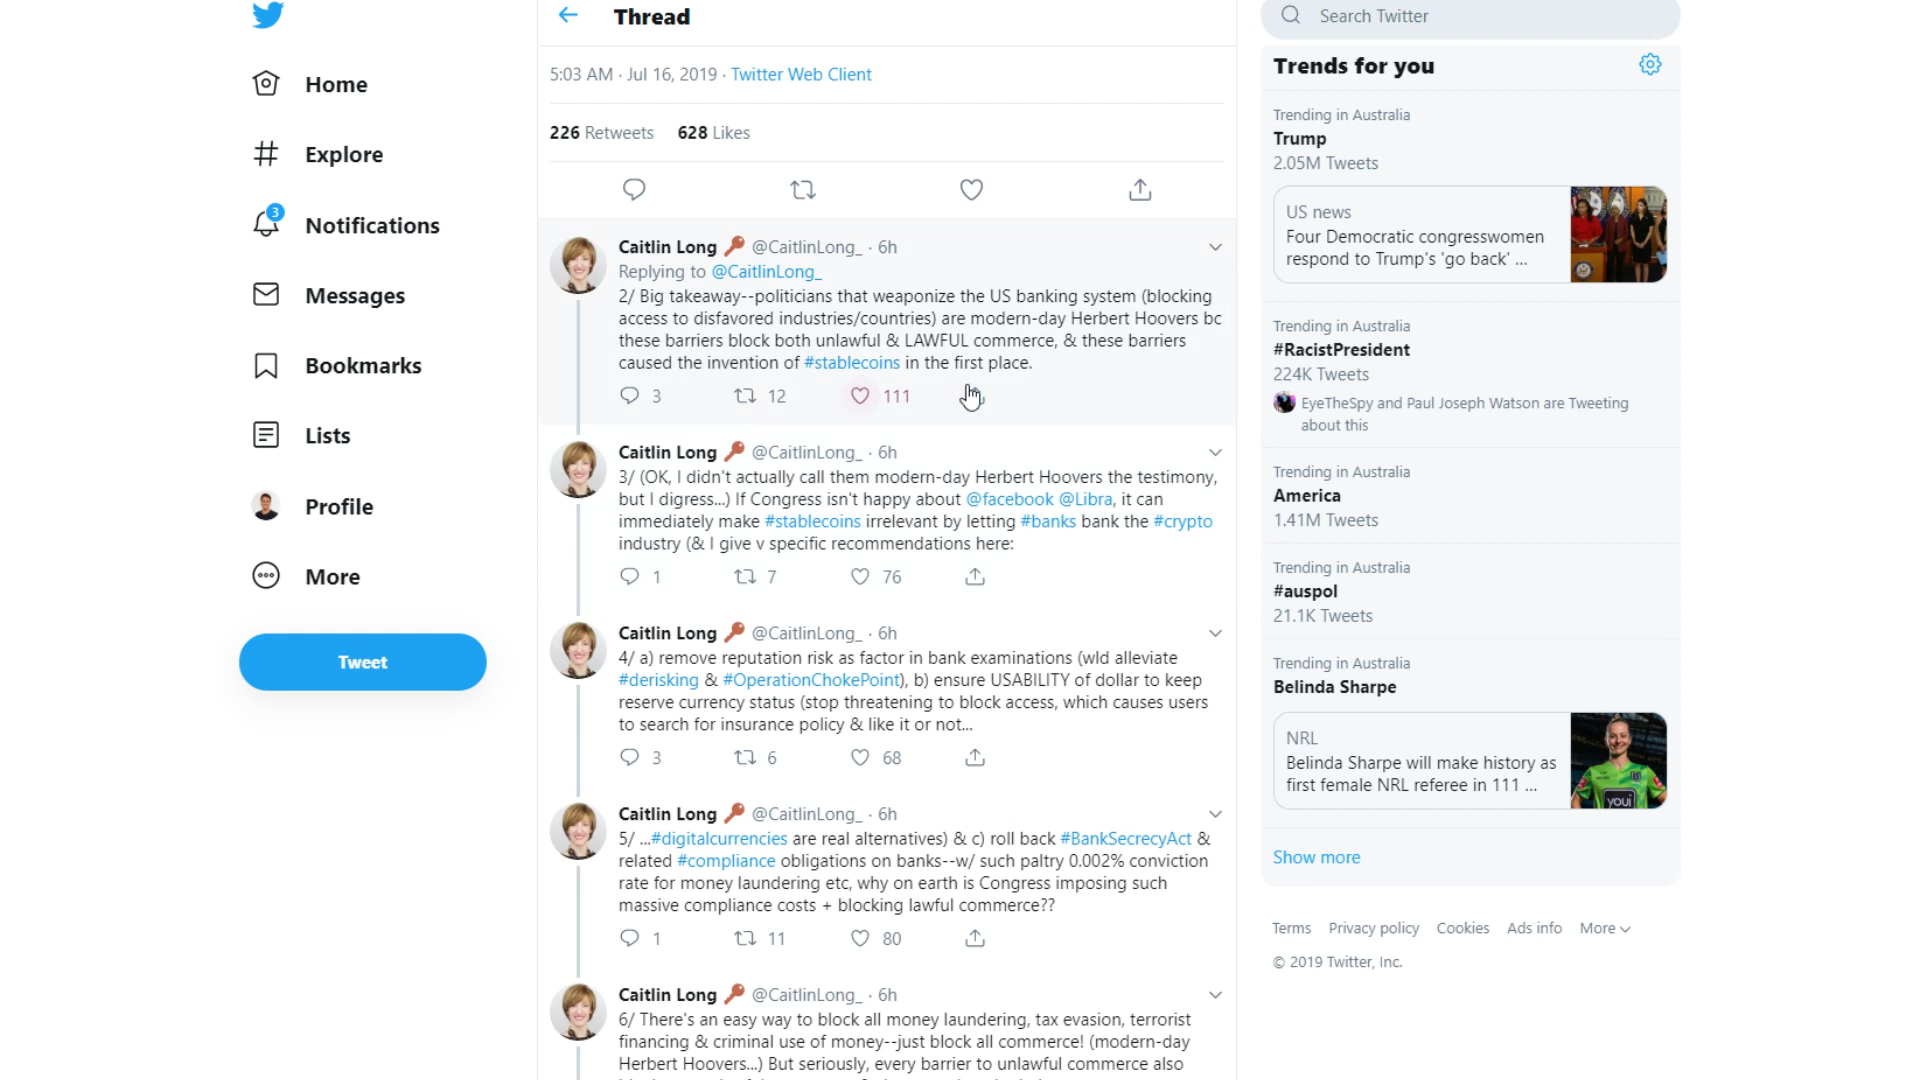 Home
Explore
3
Notifications
Messages
Bookmarks
Lists
Profile
More
Tweet
Thread
5:03 AM · Jul 16, 2019 · Twitter Web Client
226 Retweets 628 Likes
Caitlin Long @CaitlinLong_ · 6h
Replying to @CaitlinLong_
2/ Big takeaway--politicians that weaponize the US banking system (blocking
access to disfavored industries/countries) are modern-day Herbert Hoovers bc
these barriers block both unlawful & LAWFUL commerce, & these barriers
caused the invention of #stablecoins in the first place.
3 12 111
Caitlin Long @CaitlinLong_ · 6h
3/ (OK, I didn't actually call them modern-day Herbert Hoovers the testimony,
but I digress...) If Congress isn't happy about @facebook @Libra, it can
immediately make #stablecoins irrelevant by letting #banks bank the #crypto
industry (& I give v specific recommendations here:
1 7 76
Caitlin Long @CaitlinLong_ · 6h
4/ a) remove reputation risk as factor in bank examinations (wld alleviate
#derisking & #OperationChokePoint), b) ensure USABILITY of dollar to keep
reserve currency status (stop threatening to block access, which causes users
to search for insurance policy & like it or not...
3 6 68
Caitlin Long @CaitlinLong_ · 6h
5/ ...#digitalcurrencies are real alternatives) & c) roll back #BankSecrecyAct &
related #compliance obligations on banks--w/ such paltry 0.002% conviction
rate for money laundering etc, why on earth is Congress imposing such
massive compliance costs + blocking lawful commerce??
1 11 80
Caitlin Long @CaitlinLong_ · 6h
6/ There's an easy way to block all money laundering, tax evasion, terrorist
financing & criminal use of money--just block all commerce! (modern-day
Herbert Hoovers...) But seriously, every barrier to unlawful commerce also
Search Twitter
Trends for you
Trending in Australia
Trump
2.05M Tweets
US news
Four Democratic congresswomen
respond to Trump's 'go back' ...
Trending in Australia
#RacistPresident
224K Tweets
EyeTheSpy and Paul Joseph Watson are Tweeting
about this
Trending in Australia
America
1.41M Tweets
Trending in Australia
#auspol
21.1K Tweets
Trending in Australia
Belinda Sharpe
NRL
Belinda Sharpe will make history as
first female NRL referee in 111 ...
youi
Show more
Terms Privacy policy Cookies Ads info More
© 2019 Twitter, Inc.